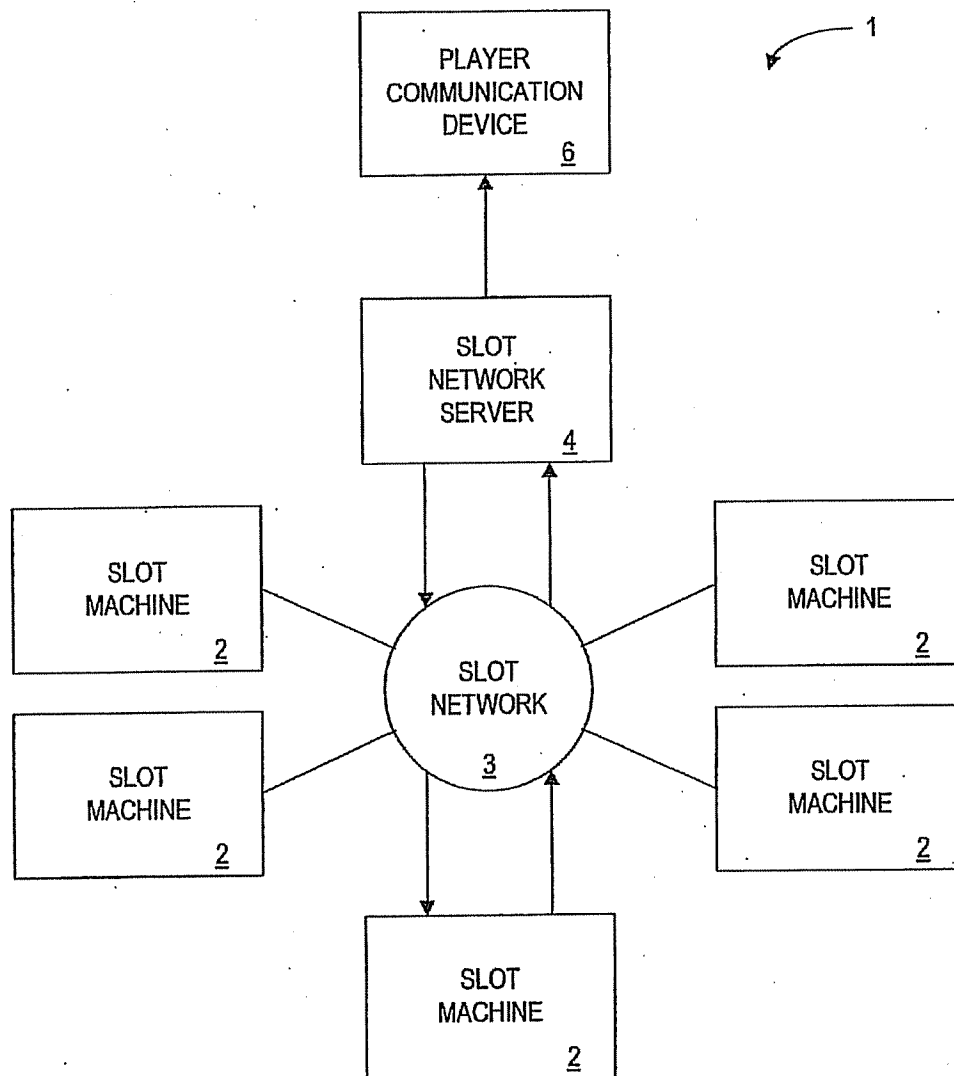 1
PLAYER
COMMUNICATION
DEVICE
6
SLOT
NETWORK
SERVER
4
SLOT
MACHINE
2
SLOT
MACHINE
2
SLOT
NETWORK
3
SLOT
MACHINE
2
SLOT
MACHINE
2
SLOT
MACHINE
2